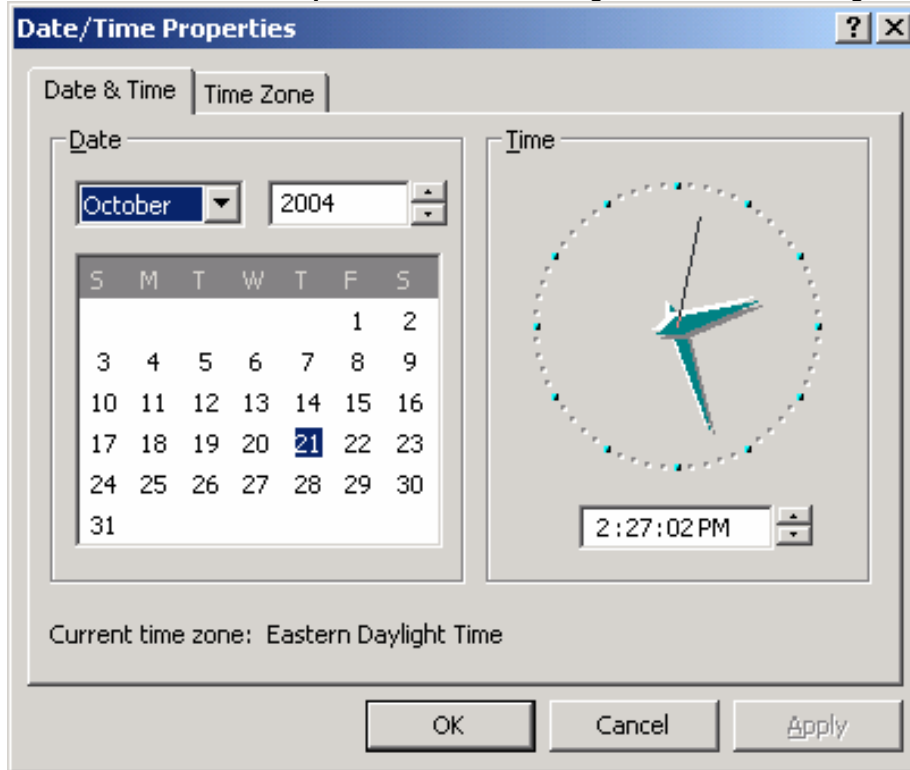 Date/Time Properties
Date & Time Time Zone
Date
October 2004
S M T W T F S
1 2
3 4 5 6 7 8 9
10 11 12 13 14 15 16
17 18 19 20 21 22 23
24 25 26 27 28 29 30
31
Time
2:27:02 PM
Current time zone: Eastern Daylight Time
OK Cancel Apply